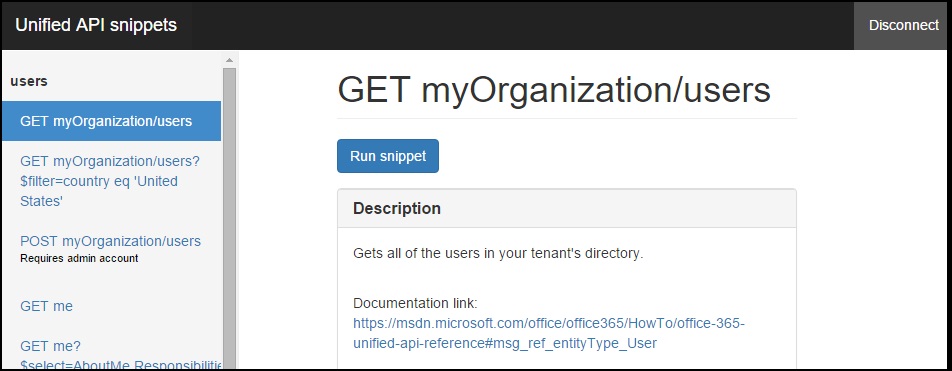 Unified API snippets
Disconnect
users
GET myOrganization/users
GET myOrganization/users?
$filter=country eq 'United
States'
POST myOrganization/users
Requires admin account
GET me
GET me?
$select=AboutMe,Responsibilitie
GET myOrganization/users
Run snippet
Description
Gets all of the users in your tenant's directory.
Documentation link:
https://msdn.microsoft.com/office/office365/HowTo/office-365-
unified-api-reference#msg_ref_entityType_User